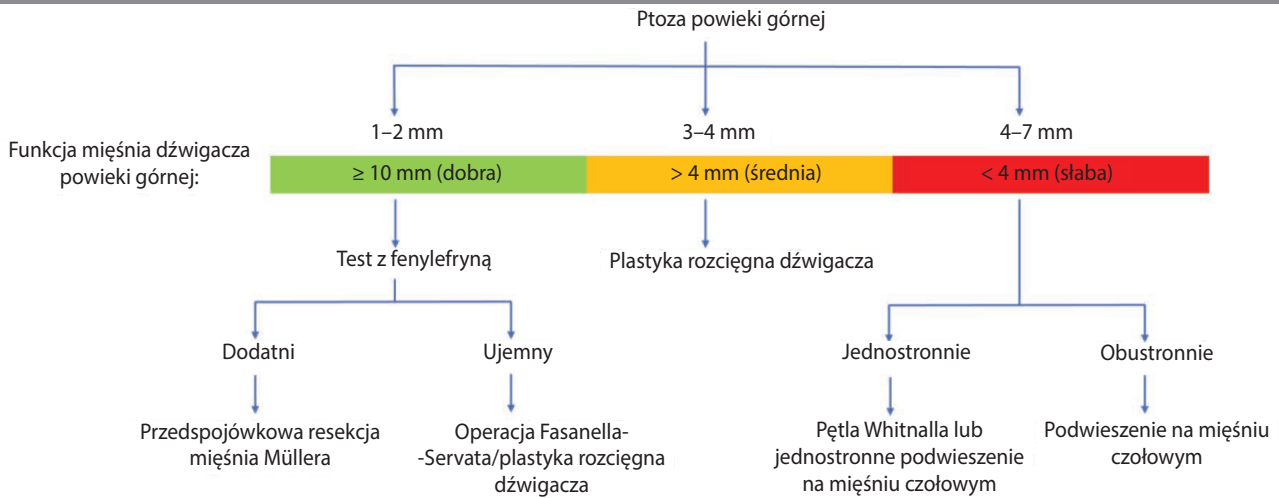 Ptoza powieki górnej
1–2 mm
3–4 mm
4–7 mm
Funkcja mięśnia dźwigacza
powieki górnej:
≥ 10 mm (dobra)
> 4 mm (średnia)
< 4 mm (słaba)
Test z fenylefryną
Plastyka rozcięgna dźwigacza
Dodatni
Ujemny
Jednostronnie
Obustronnie
Przedspojówkowa resekcja
mięśnia Müllera
Operacja Fasanella-
-Servata/plastyka rozcięgna
dźwigacza
Pętla Whitnalla lub
jednostronne podwieszenie
na mięśniu czołowym
Podwieszenie na mięśniu
czołowym